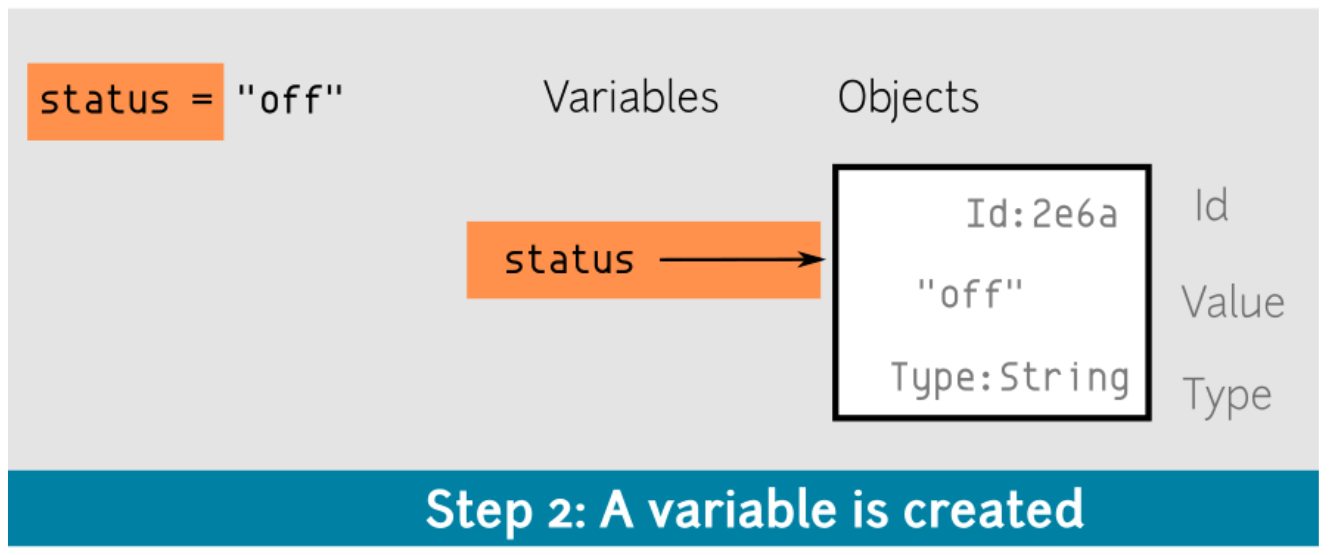 status = "off"
Variables
Objects
status
Id:2e6a
Id
"off"
Value
Type:String
Type
Step 2: A variable is created